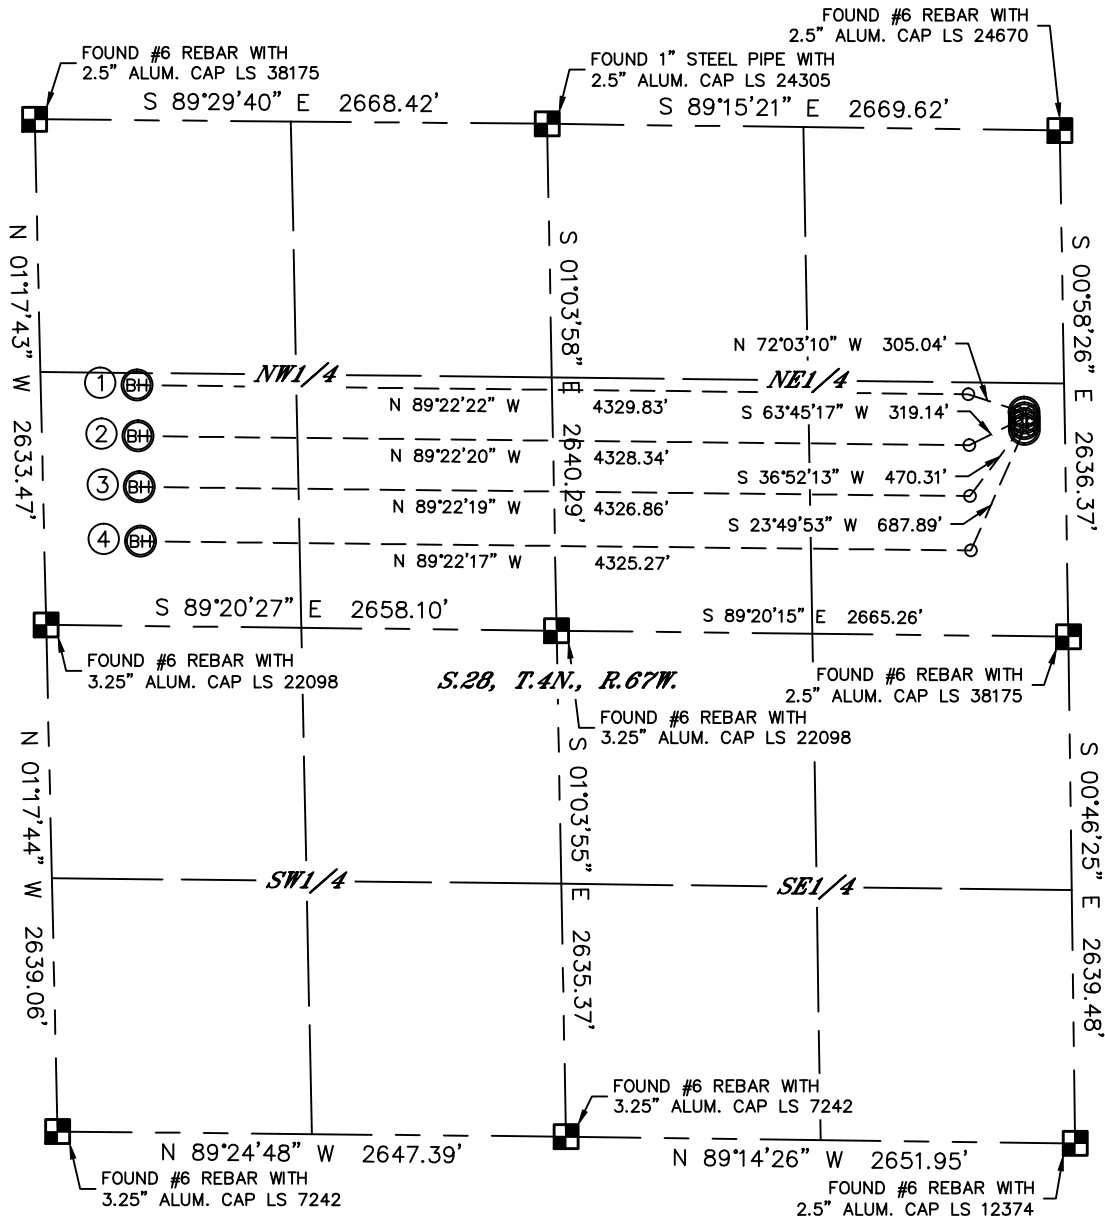 FOUND #6 REBAR WITH
2.5" ALUM. CAP LS 24670
FOUND #6 REBAR WITH
2.5" ALUM. CAP LS 38175
FOUND 1" STEEL PIPE WITH
2.5" ALUM. CAP LS 24305
S 89°29'40" E 2668.42'
S 89°15'21" E 2669.62'
N 01°17'43" W 2633.47'
S 01°03'58" E 2640.29'
S 00°58'26" E 2636.37'
N 72°03'10" W 305.04'
NW1/4
NE1/4
1 BH
N 89°22'22" W 4329.83'
S 63°45'17" W 319.14'
2 BH
N 89°22'20" W 4328.34'
S 36°52'13" W 470.31'
3 BH
N 89°22'19" W 4326.86'
S 23°49'53" W 687.89'
4 BH
N 89°22'17" W 4325.27'
S 89°20'27" E 2658.10'
S 89°20'15" E 2665.26'
FOUND #6 REBAR WITH
3.25" ALUM. CAP LS 22098
S.28, T.4N., R.67W.
FOUND #6 REBAR WITH
2.5" ALUM. CAP LS 38175
FOUND #6 REBAR WITH
3.25" ALUM. CAP LS 22098
N 01°17'44" W 2639.06'
S 01°03'55" E 2635.37'
S 00°46'25" E 2639.48'
SW1/4
SE1/4
FOUND #6 REBAR WITH
3.25" ALUM. CAP LS 7242
N 89°24'48" W 2647.39'
N 89°14'26" W 2651.95'
FOUND #6 REBAR WITH
3.25" ALUM. CAP LS 7242
FOUND #6 REBAR WITH
2.5" ALUM. CAP LS 12374